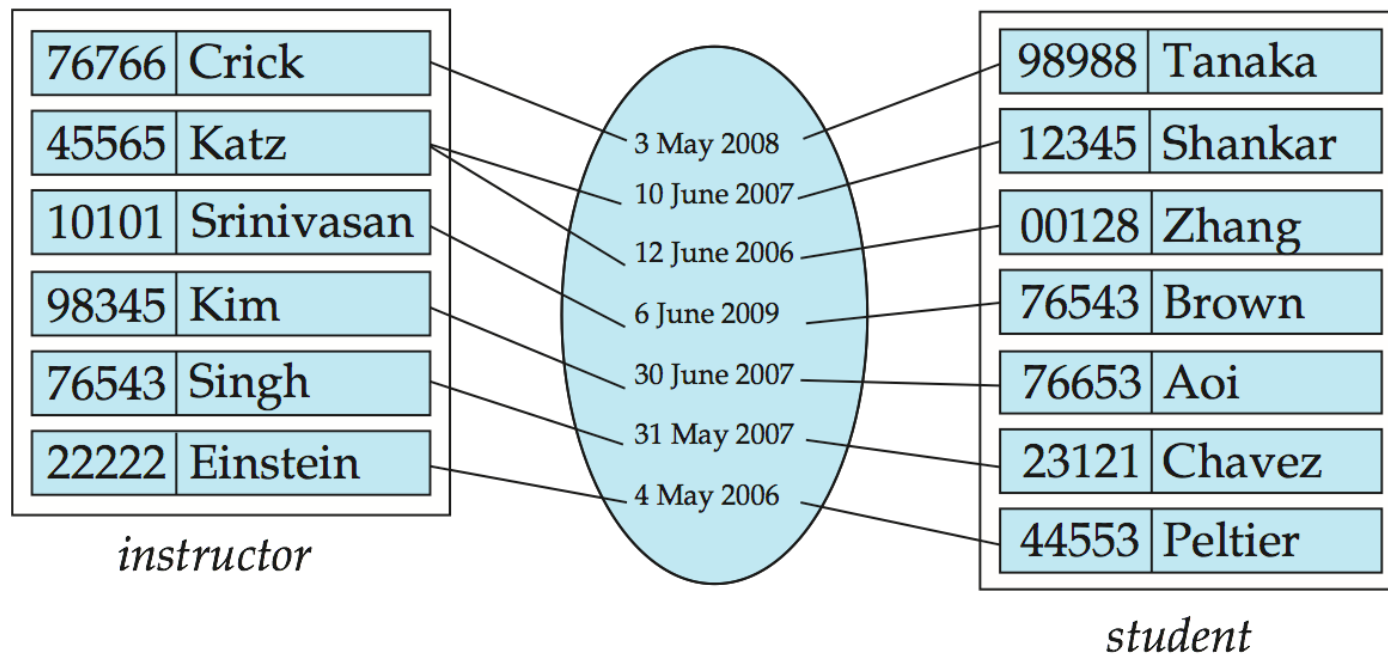 76766 Crick
45565 Katz
10101 Srinivasan
98345 Kim
76543 Singh
22222 Einstein
instructor
3 May 2008
10 June 2007
12 June 2006
6 June 2009
30 June 2007
31 May 2007
4 May 2006
98988 Tanaka
12345 Shankar
00128 Zhang
76543 Brown
76653 Aoi
23121 Chavez
44553 Peltier
student